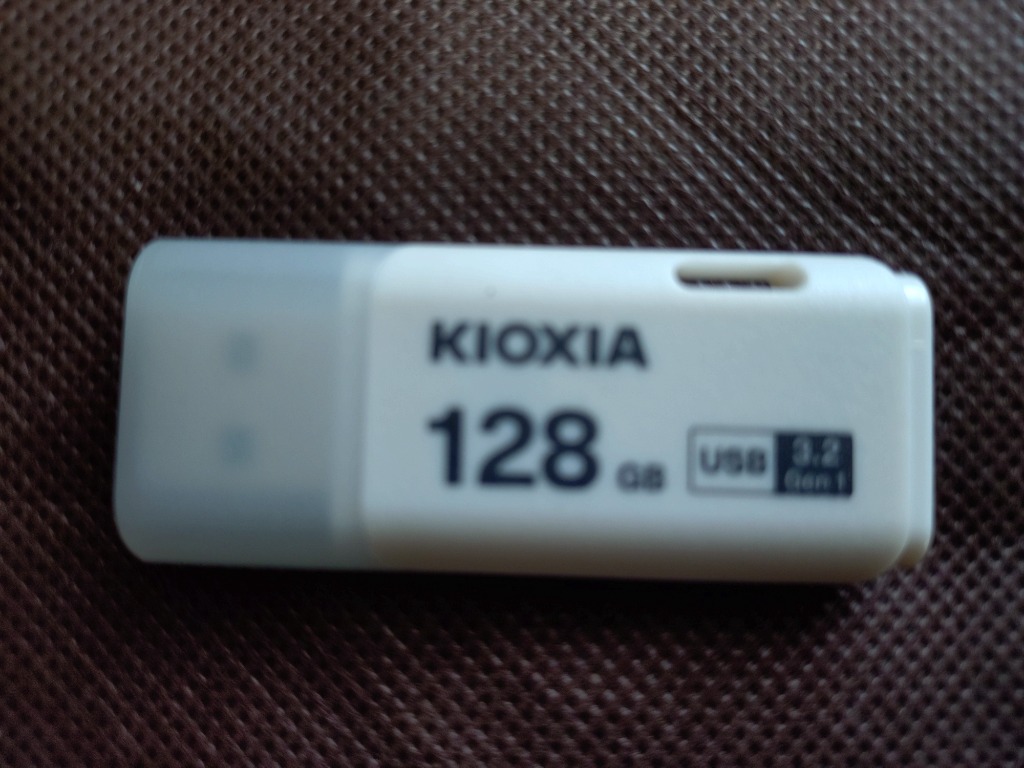 KIOXIA
128 GB
USB 3.2
Gen 1